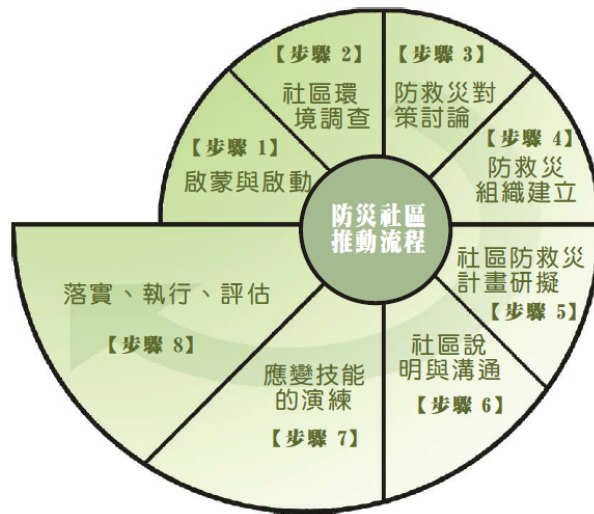 防災社區
推動流程
【步驟 1】
啟蒙與啟動
【步驟 2】
社區環
境調查
【步驟 3】
防救災對
策討論
【步驟 4】
防救災
組織建立
社區防救災
計畫研擬
【步驟 5】
社區說
明與溝通
【步驟 6】
應變技能
的演練
【步驟 7】
落實、執行、評估
【步驟 8】